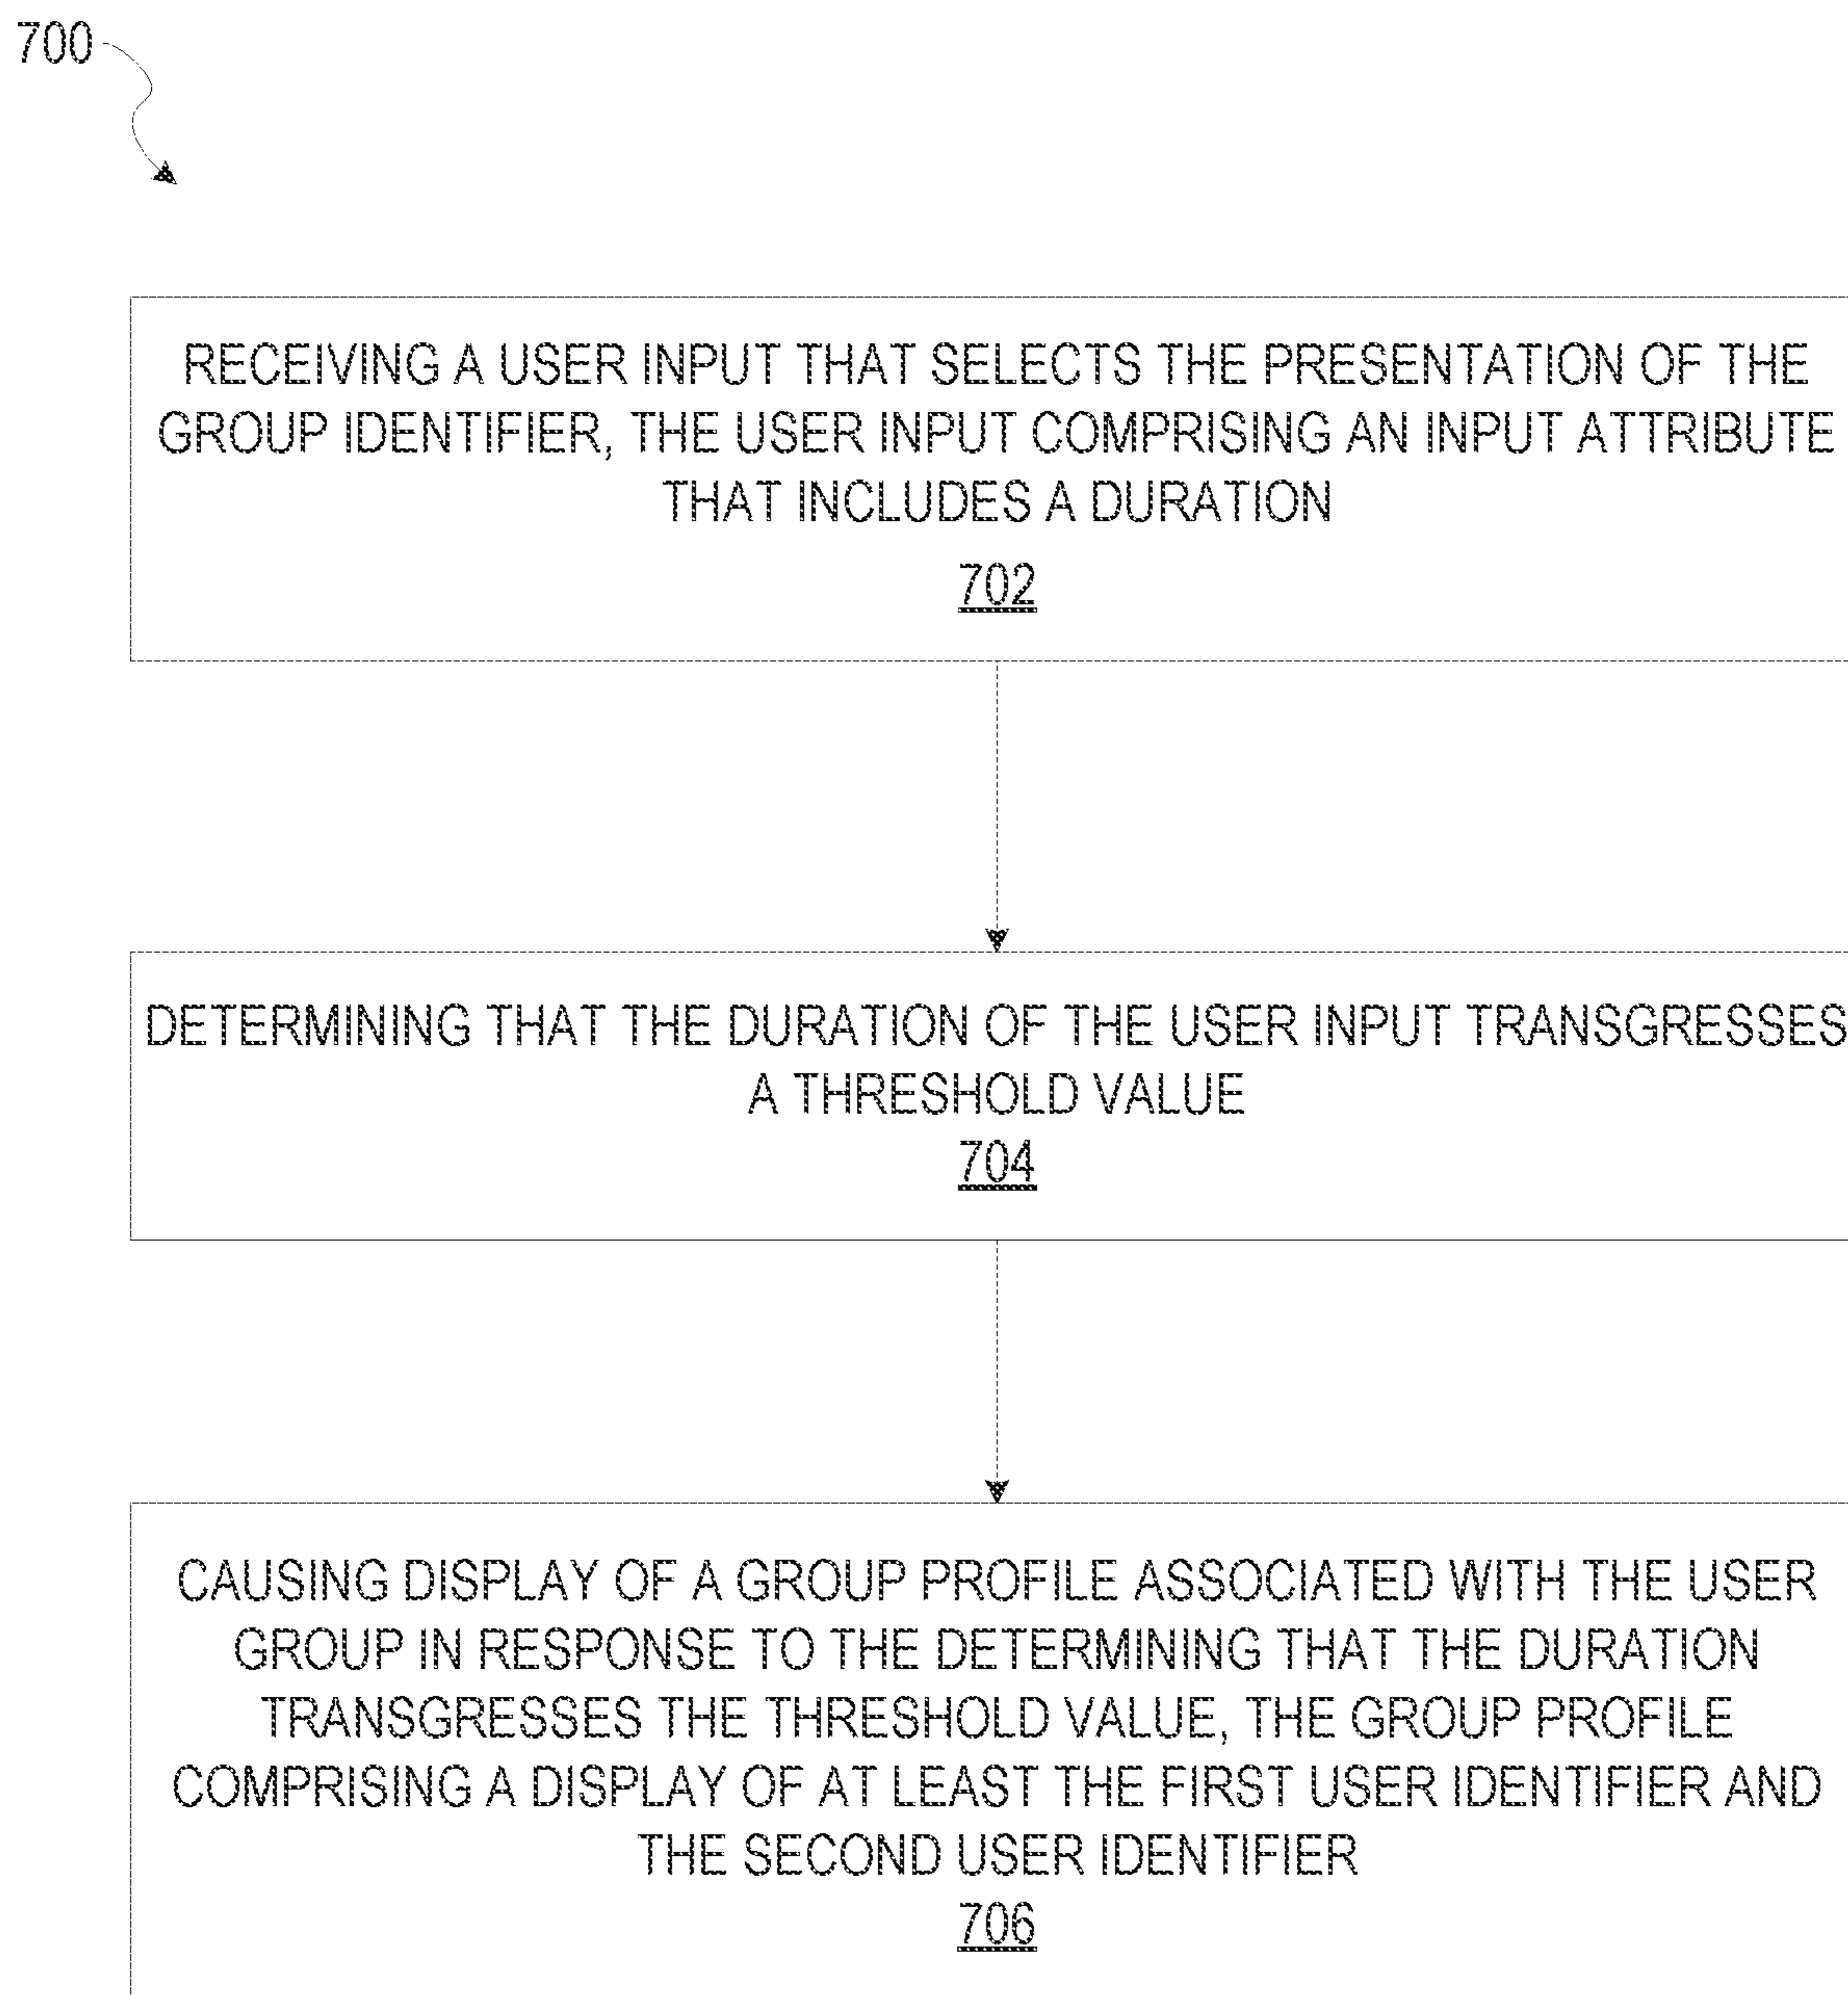 700
RECEIVING A USER INPUT THAT SELECTS THE PRESENTATION OF THE
GROUP IDENTIFIER, THE USER INPUT COMPRISING AN INPUT ATTRIBUTE
THAT INCLUDES A DURATION
702
DETERMINING THAT THE DURATION OF THE USER INPUT TRANSGRESSES
A THRESHOLD VALUE
704
CAUSING DISPLAY OF A GROUP PROFILE ASSOCIATED WITH THE USER
GROUP IN RESPONSE TO THE DETERMINING THAT THE DURATION
TRANSGRESSES THE THRESHOLD VALUE, THE GROUP PROFILE
COMPRISING A DISPLAY OF AT LEAST THE FIRST USER IDENTIFIER AND
THE SECOND USER IDENTIFIER
706